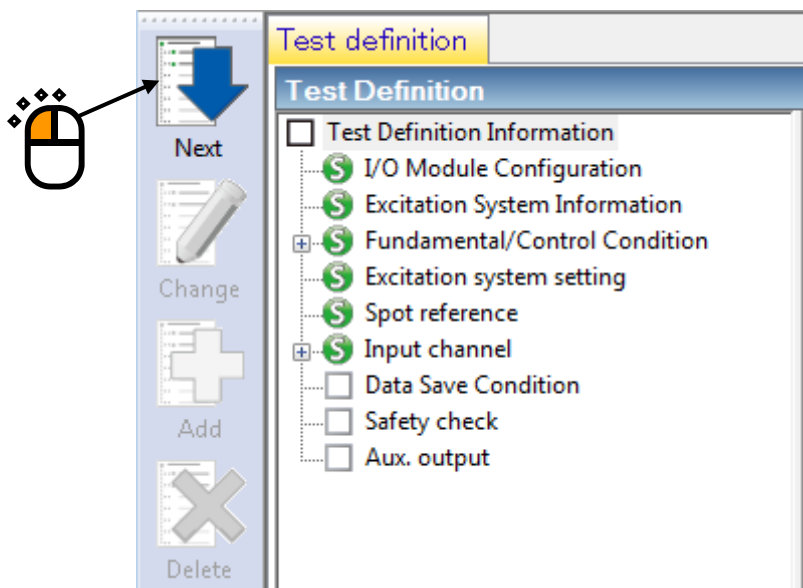 Test definition
Test Definition
Next
Change
Add
Delete
Test Definition Information
S I/O Module Configuration
S Excitation System Information
S Fundamental/Control Condition
S Excitation system setting
S Spot reference
S Input channel
Data Save Condition
Safety check
Aux. output